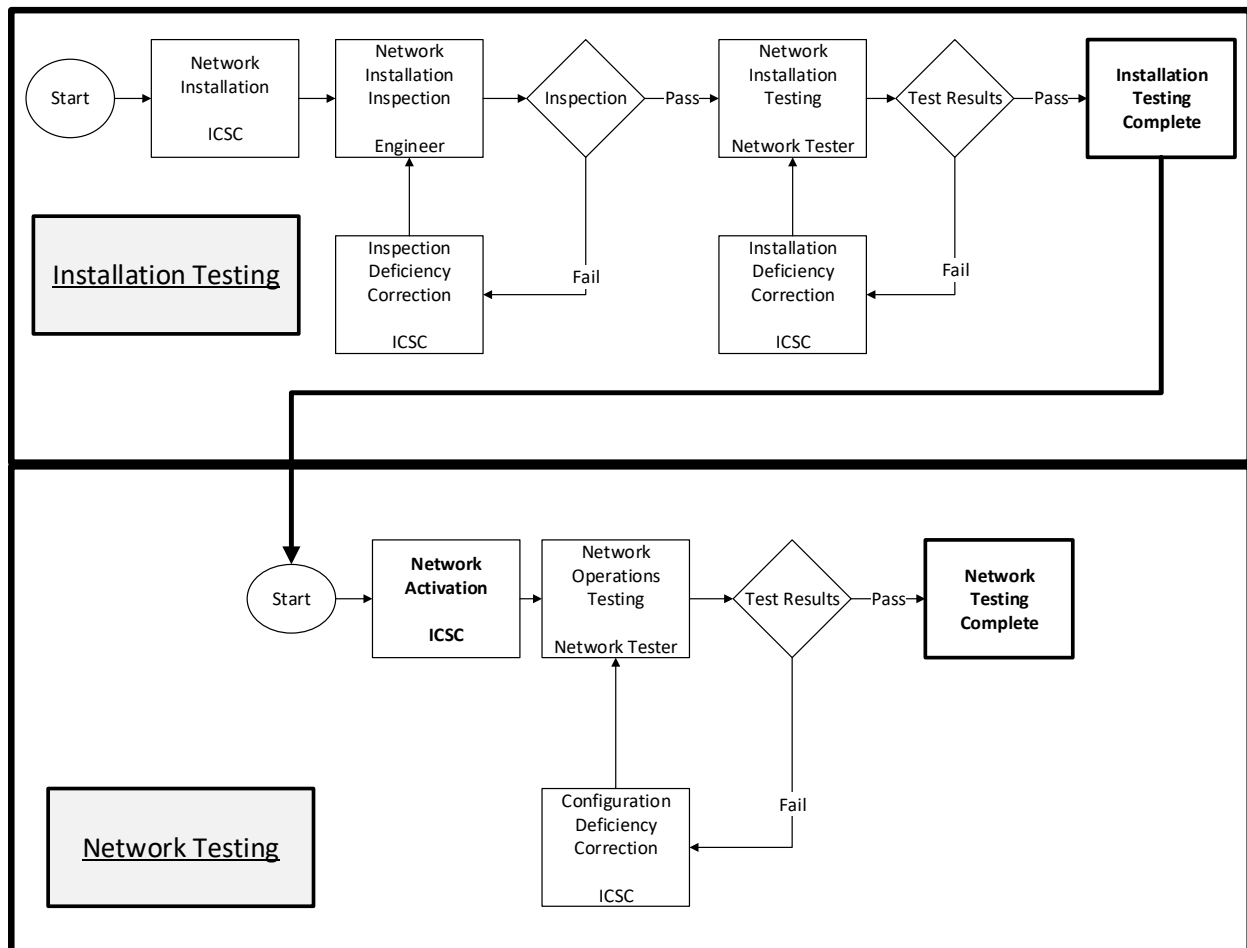 Start
Network
Installation
ICSC
Network
Installation
Inspection
Engineer
Inspection
Pass
Network
Installation
Testing
Network Tester
Test Results
Pass
Installation
Testing
Complete
Installation Testing
Inspection
Deficiency
Correction
ICSC
Fail
Installation
Deficiency
Correction
ICSC
Fail
Start
Network
Activation
ICSC
Network
Operations
Testing
Network Tester
Test Results
Pass
Network
Testing
Complete
Network Testing
Configuration
Deficiency
Correction
ICSC
Fail